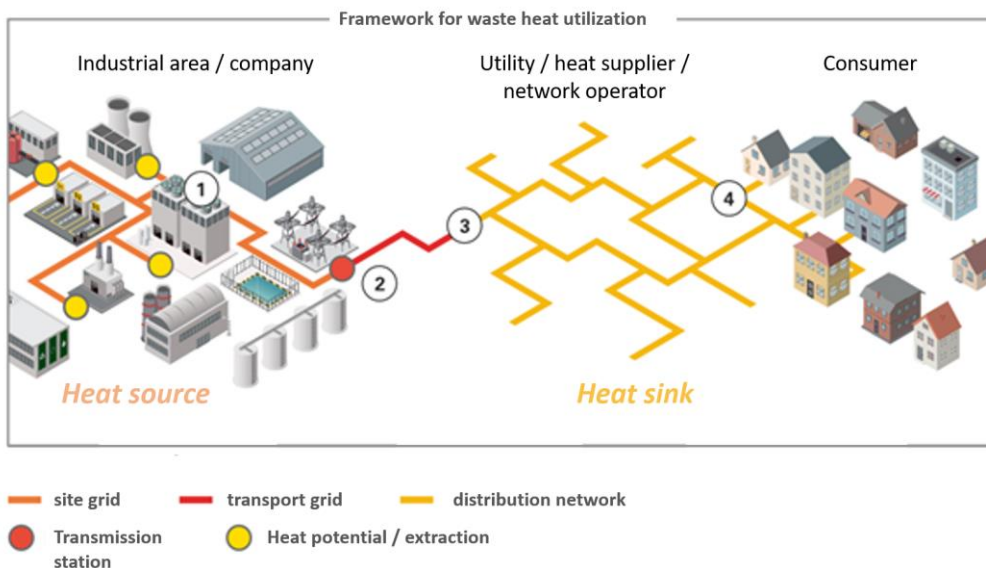 Framework for waste heat utilization
Industrial area / company
Utility / heat supplier /
network operator
Consumer
1
2
3
4
Heat source
Heat sink
site grid
transport grid
distribution network
Transmission
station
Heat potential / extraction